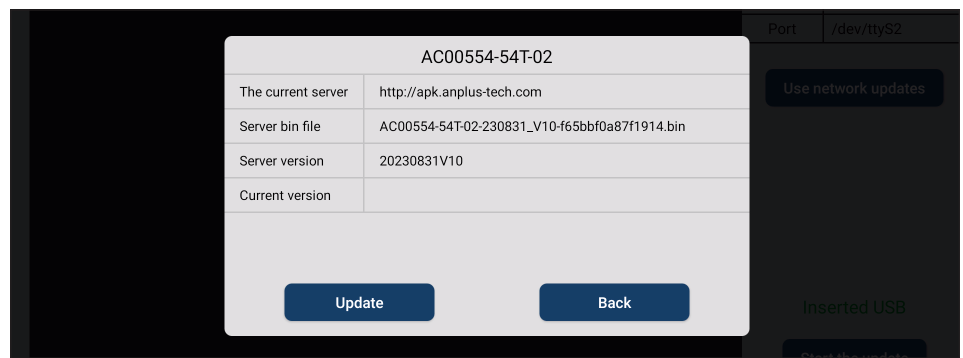 Port /dev/ttyS2
AC00554-54T-02
The current server http://apk.anplus-tech.com
Use network updates
Server bin file AC00554-54T-02-230831_V10-f65bbf0a87f1914.bin
Server version 20230831V10
Current version
Update Back
Inserted USB
Start the update